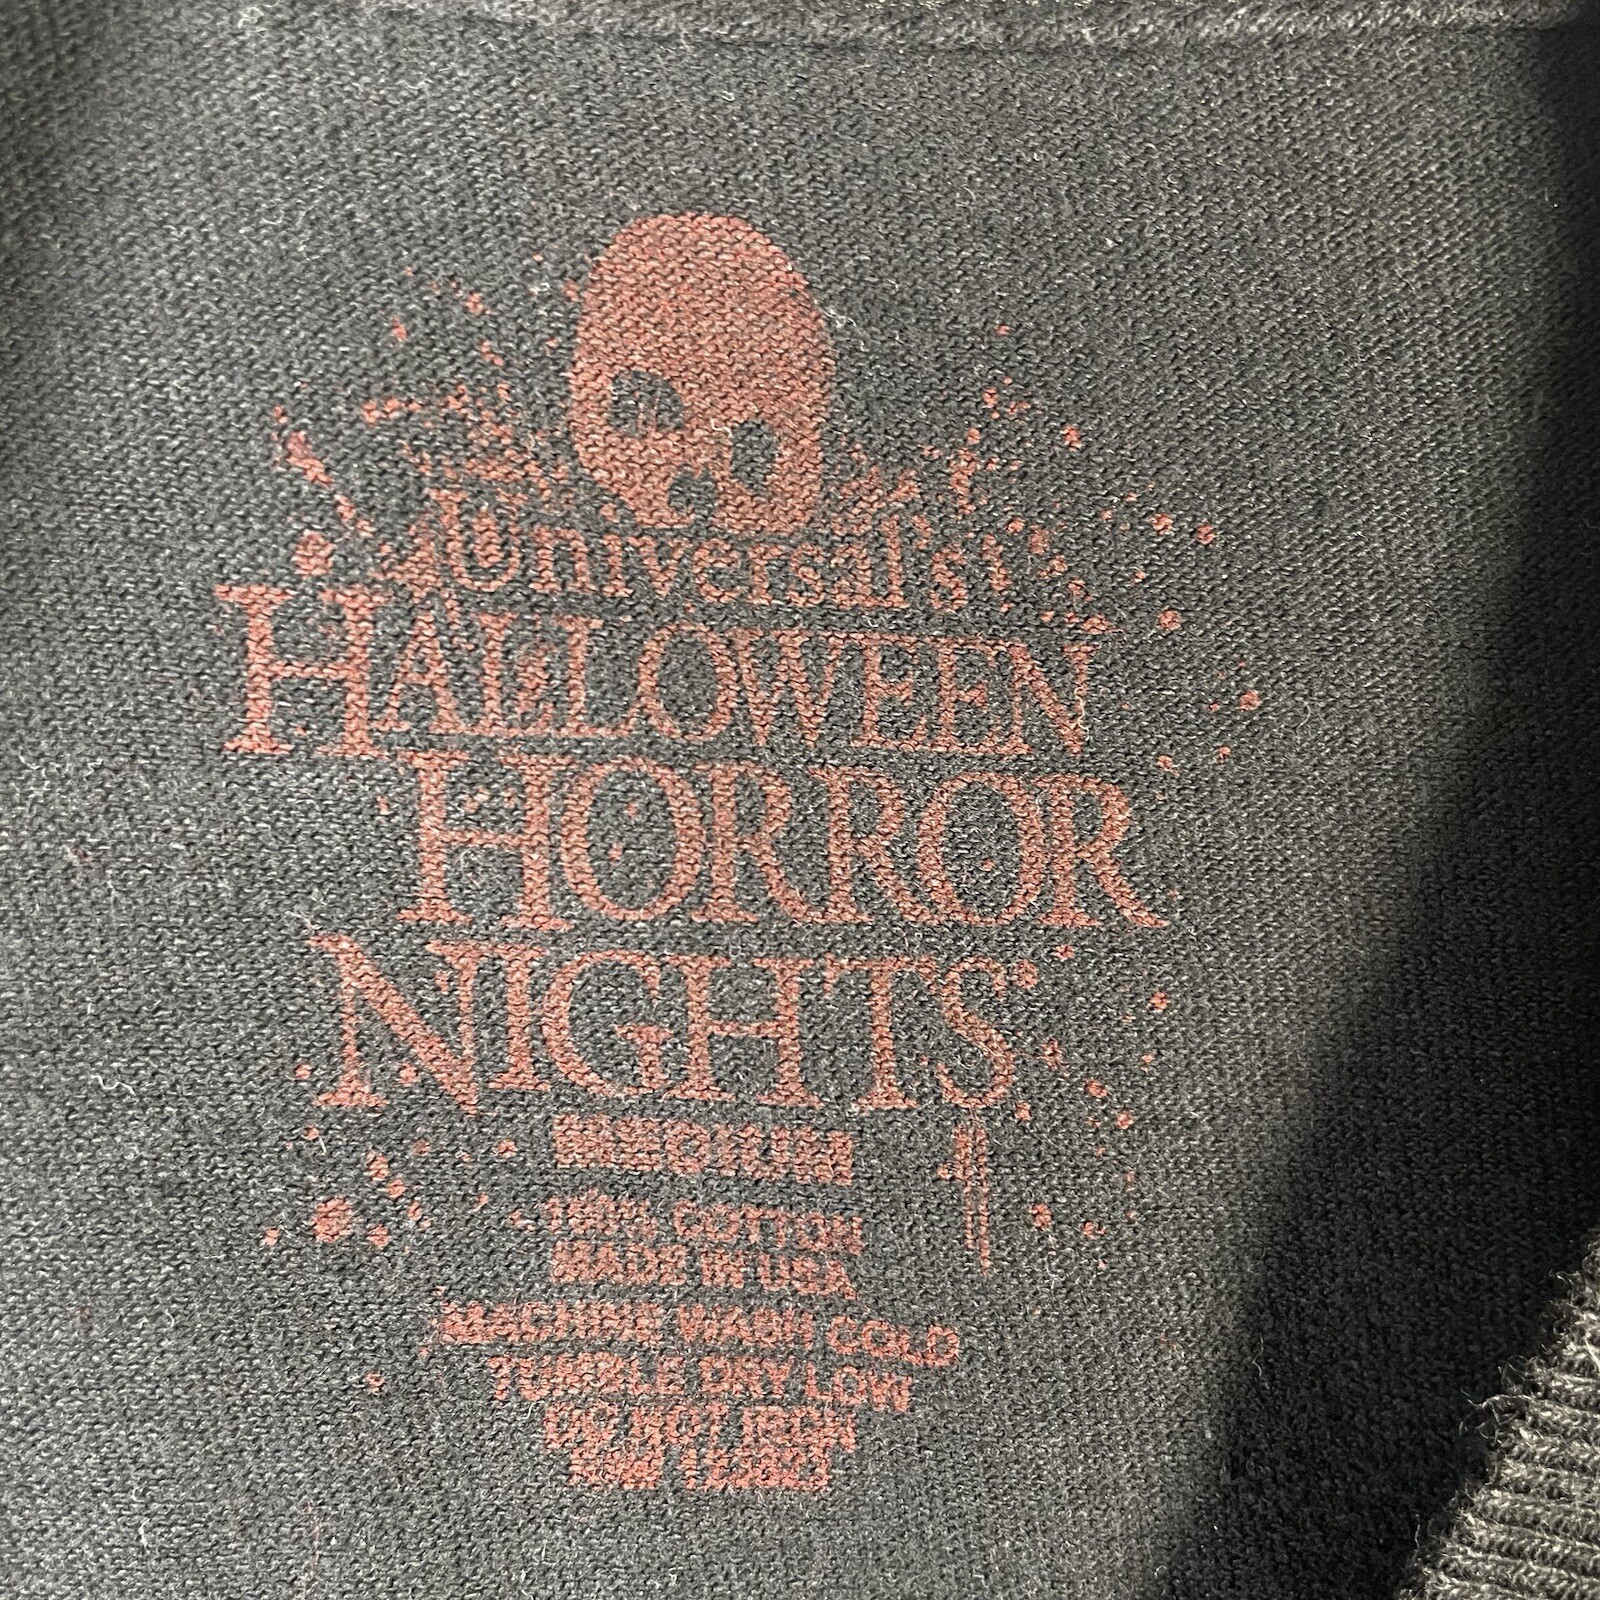 Universal's
HALLOWEEN
HORROR
NIGHTS
MEDIUM
100% COTTON
MADE IN USA
MACHINE WASH COLD
TUMBLE DRY LOW
DO NOT IRON